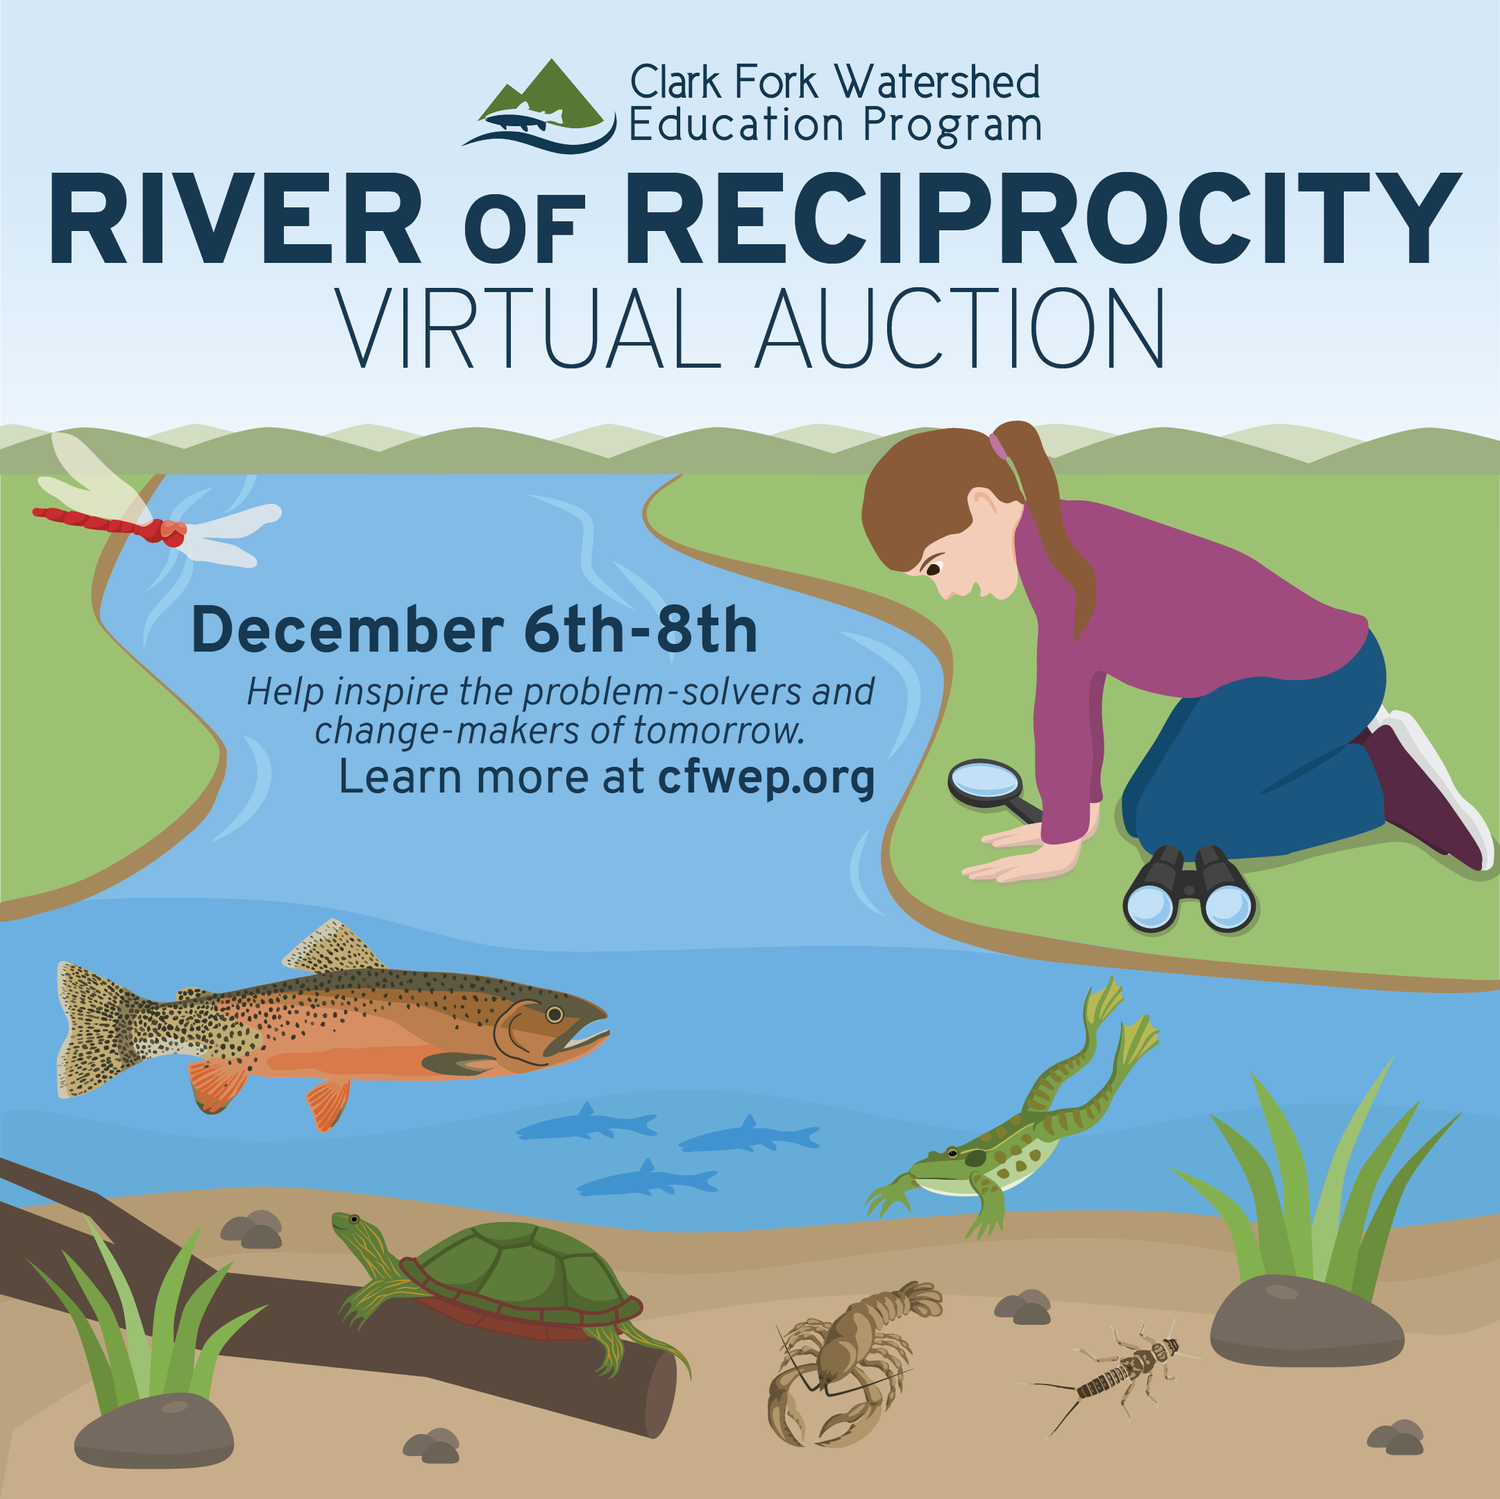 Clark Fork Watershed
Education Program
RIVER OF RECIPROCITY
VIRTUAL AUCTION
December 6th-8th
Help inspire the problem-solvers and
change-makers of tomorrow.
Learn more at cfwep.org